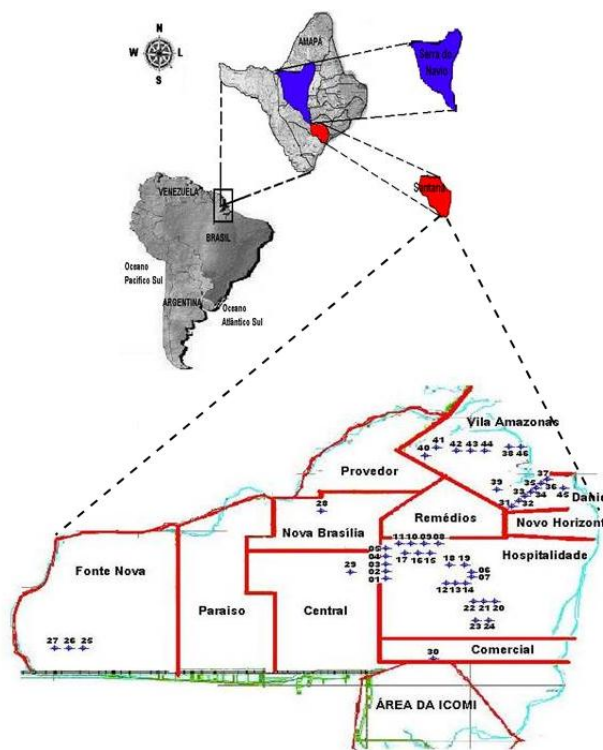 N
W
L
S
AMAPÁ
Serra do
Navio
Santana
VENEZUELA
BRASIL
Oceano
Pacífico Sul
ARGENTINA
Oceano
Atlântico Sul
Vila Amazonas
41
40
42 43 44
38 46
Provedor
37
39
35
36
45
33
34
31
32
Daniel
28
Nova Brasília
Remédios
Novo Horizont
11 10 09 08
Hospitalidade
05
04
03
02
01
17 16 15
18 19
06
07
29
Fonte Nova
Paraiso
Central
12 13 14
22 21 20
23 24
27 26 25
30
Comercial
ÁREA DA ICOMI